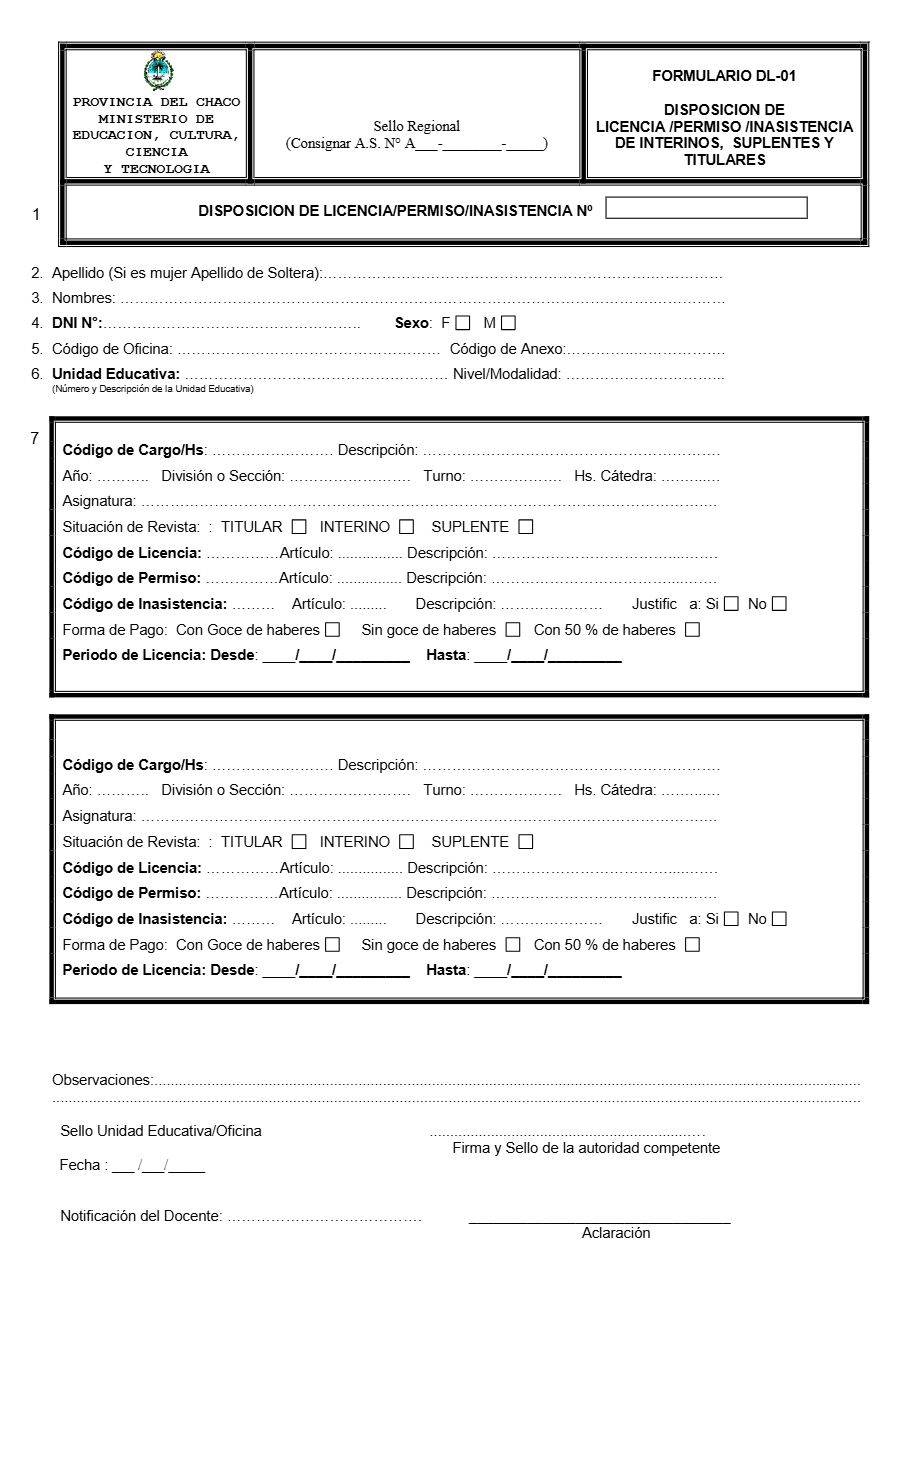 PROVINCIA DEL CHACO
MINISTERIO DE
EDUCACION, CULTURA,
CIENCIA
Y TECNOLOGIA
Sello Regional
(Consignar A.S. N° A___-________-_____)
FORMULARIO DL-01
DISPOSICION DE
LICENCIA /PERMISO /INASISTENCIA
DE INTERINOS, SUPLENTES Y
TITULARES
1
DISPOSICION DE LICENCIA/PERMISO/INASISTENCIA Nº
2. Apellido (Si es mujer Apellido de Soltera):……………………………………………………………………
3. Nombres: ……………………………………………………………………………………………………
4. DNI N°:…………………………………………….. Sexo: F ☐ M ☐
5. Código de Oficina: ……………………………………………… Código de Anexo:……………………………
6. Unidad Educativa: ……………………………………………… Nivel/Modalidad: …………………………..
(Número y Descripción de la Unidad Educativa)
7
Código de Cargo/Hs: ……………………. Descripción: …………………………………………………….
Año: ……….. División o Sección: ……………………. Turno: ………………. Hs. Cátedra: ………...…
Asignatura: ………………………………………………………………………………………………………
Situación de Revista: : TITULAR ☐ INTERINO ☐ SUPLENTE ☐
Código de Licencia: ……………Artículo: ................ Descripción: ………………………………....…….
Código de Permiso: ……………Artículo: ................ Descripción: ………………………………....…….
Código de Inasistencia: ……… Artículo: ......... Descripción: ………………… Justific a: Si ☐ No ☐
Forma de Pago: Con Goce de haberes ☐ Sin goce de haberes ☐ Con 50 % de haberes ☐
Periodo de Licencia: Desde: ____/____/_________ Hasta: ____/____/_________
Código de Cargo/Hs: ……………………. Descripción: …………………………………………………….
Año: ……….. División o Sección: ……………………. Turno: ………………. Hs. Cátedra: ………...…
Asignatura: ………………………………………………………………………………………………………
Situación de Revista: : TITULAR ☐ INTERINO ☐ SUPLENTE ☐
Código de Licencia: ……………Artículo: ................ Descripción: ………………………………....…….
Código de Permiso: ……………Artículo: ................ Descripción: ………………………………....…….
Código de Inasistencia: ……… Artículo: ......... Descripción: ………………… Justific a: Si ☐ No ☐
Forma de Pago: Con Goce de haberes ☐ Sin goce de haberes ☐ Con 50 % de haberes ☐
Periodo de Licencia: Desde: ____/____/_________ Hasta: ____/____/_________
Observaciones:......................................................................................................
......................................................................................................
Sello Unidad Educativa/Oficina
...................................................................
Firma y Sello de la autoridad competente
Fecha : ___ /___/_____
Notificación del Docente: …………………………………. ________________________________
Aclaración